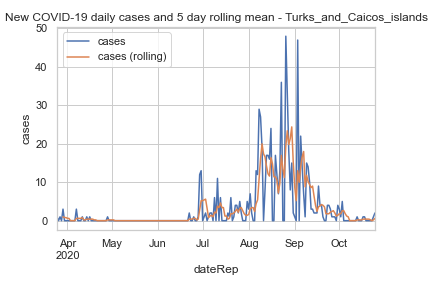 New COVID-19 daily cases and 5 day rolling mean - Turks_and_Caicos_islands
50
40
30
20
10
0
cases
cases
cases (rolling)
Apr
2020
May
Jun
Jul
Aug
Sep
Oct
dateRep